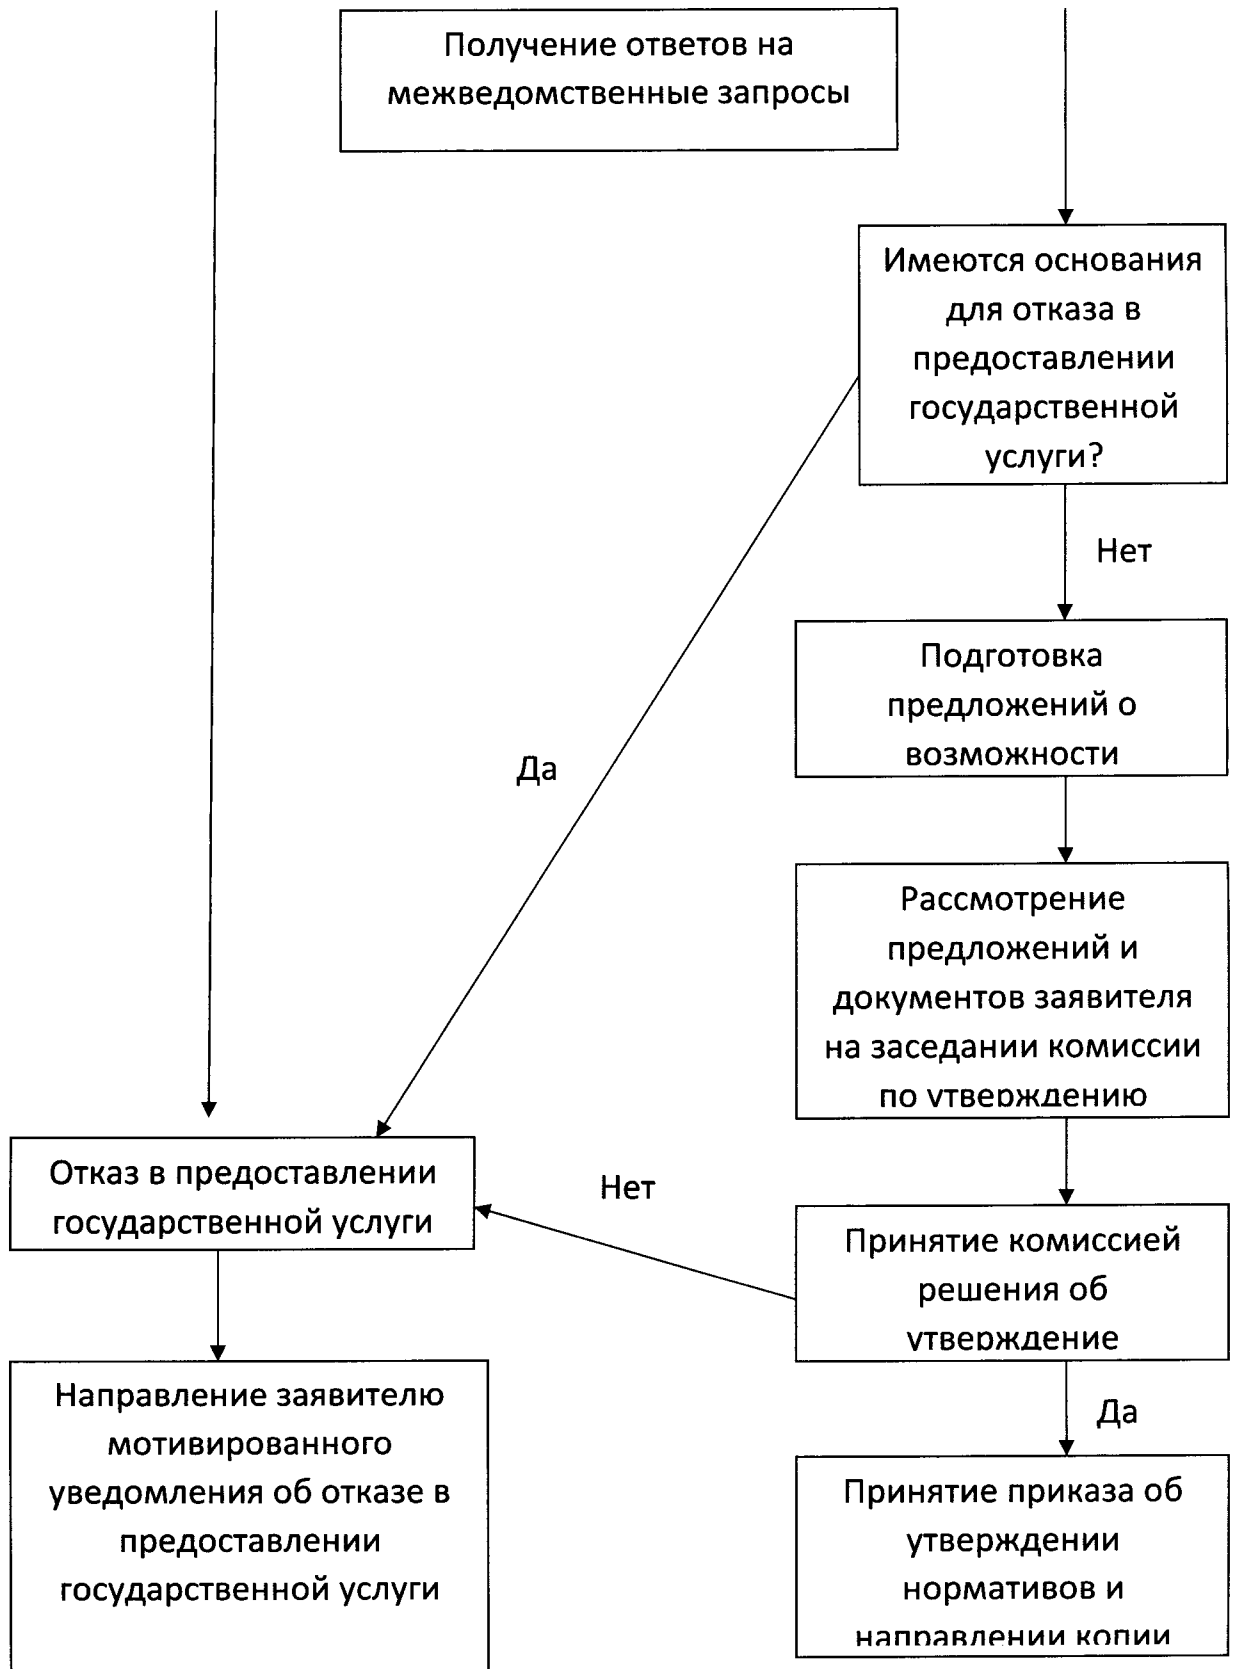 Получение ответов на
межведомственные запросы
Имеются основания
для отказа в
предоставлении
государственной
услуги?
Нет
Подготовка
предложений о
возможности
Да
Рассмотрение
предложений и
документов заявителя
на заседании комиссии
по утверждению
Отказ в предоставлении
государственной услуги
Нет
Принятие комиссией
решения об
утверждение
Направление заявителю
мотивированного
уведомления об отказе в
предоставлении
государственной услуги
Да
Принятие приказа об
утверждении
нормативов и
направлении копии